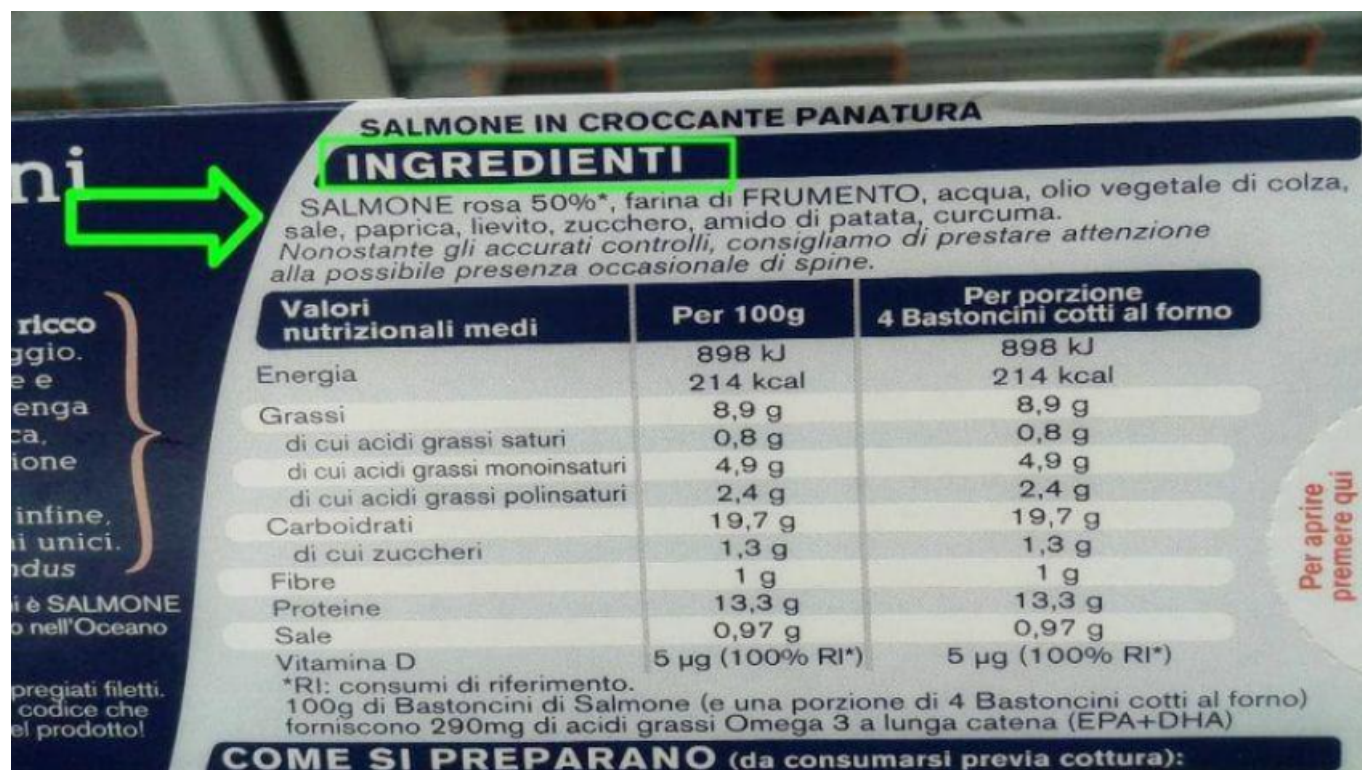 SALMONE IN CROCCANTE PANATURA
INGREDIENTI
SALMONE rosa 50%*, farina di FRUMENTO, acqua, olio vegetale di colza,
sale, paprica, lievito, zucchero, amido di patata, curcuma.
Nonostante gli accurati controlli, consigliamo di prestare attenzione
alla possibile presenza occasionale di spine.
Valori nutrizionali medi Per 100g Per porzione 4 Bastoncini cotti al forno
Energia 898 kJ 898 kJ
214 kcal 214 kcal
Grassi 8,9 g 8,9 g
di cui acidi grassi saturi 0,8 g 0,8 g
di cui acidi grassi monoinsaturi 4,9 g 4,9 g
di cui acidi grassi polinsaturi 2,4 g 2,4 g
Carboidrati 19,7 g 19,7 g
di cui zuccheri 1,3 g 1,3 g
Fibre 1 g 1 g
Proteine 13,3 g 13,3 g
Sale 0,97 g 0,97 g
Vitamina D 5 µg (100% RI*) 5 µg (100% RI*)
*RI: consumi di riferimento.
100g di Bastoncini di Salmone (e una porzione di 4 Bastoncini cotti al forno)
forniscono 290mg di acidi grassi Omega 3 a lunga catena (EPA+DHA)
COME SI PREPARANO (da consumarsi previa cottura):
Per aprire
premere qui
ni
ricco
ggio.
e e
enga
ca,
ione
infine,
ni unici.
ndus
i è SALMONE
o nell'Oceano
pregiati filetti.
codice che
el prodotto!